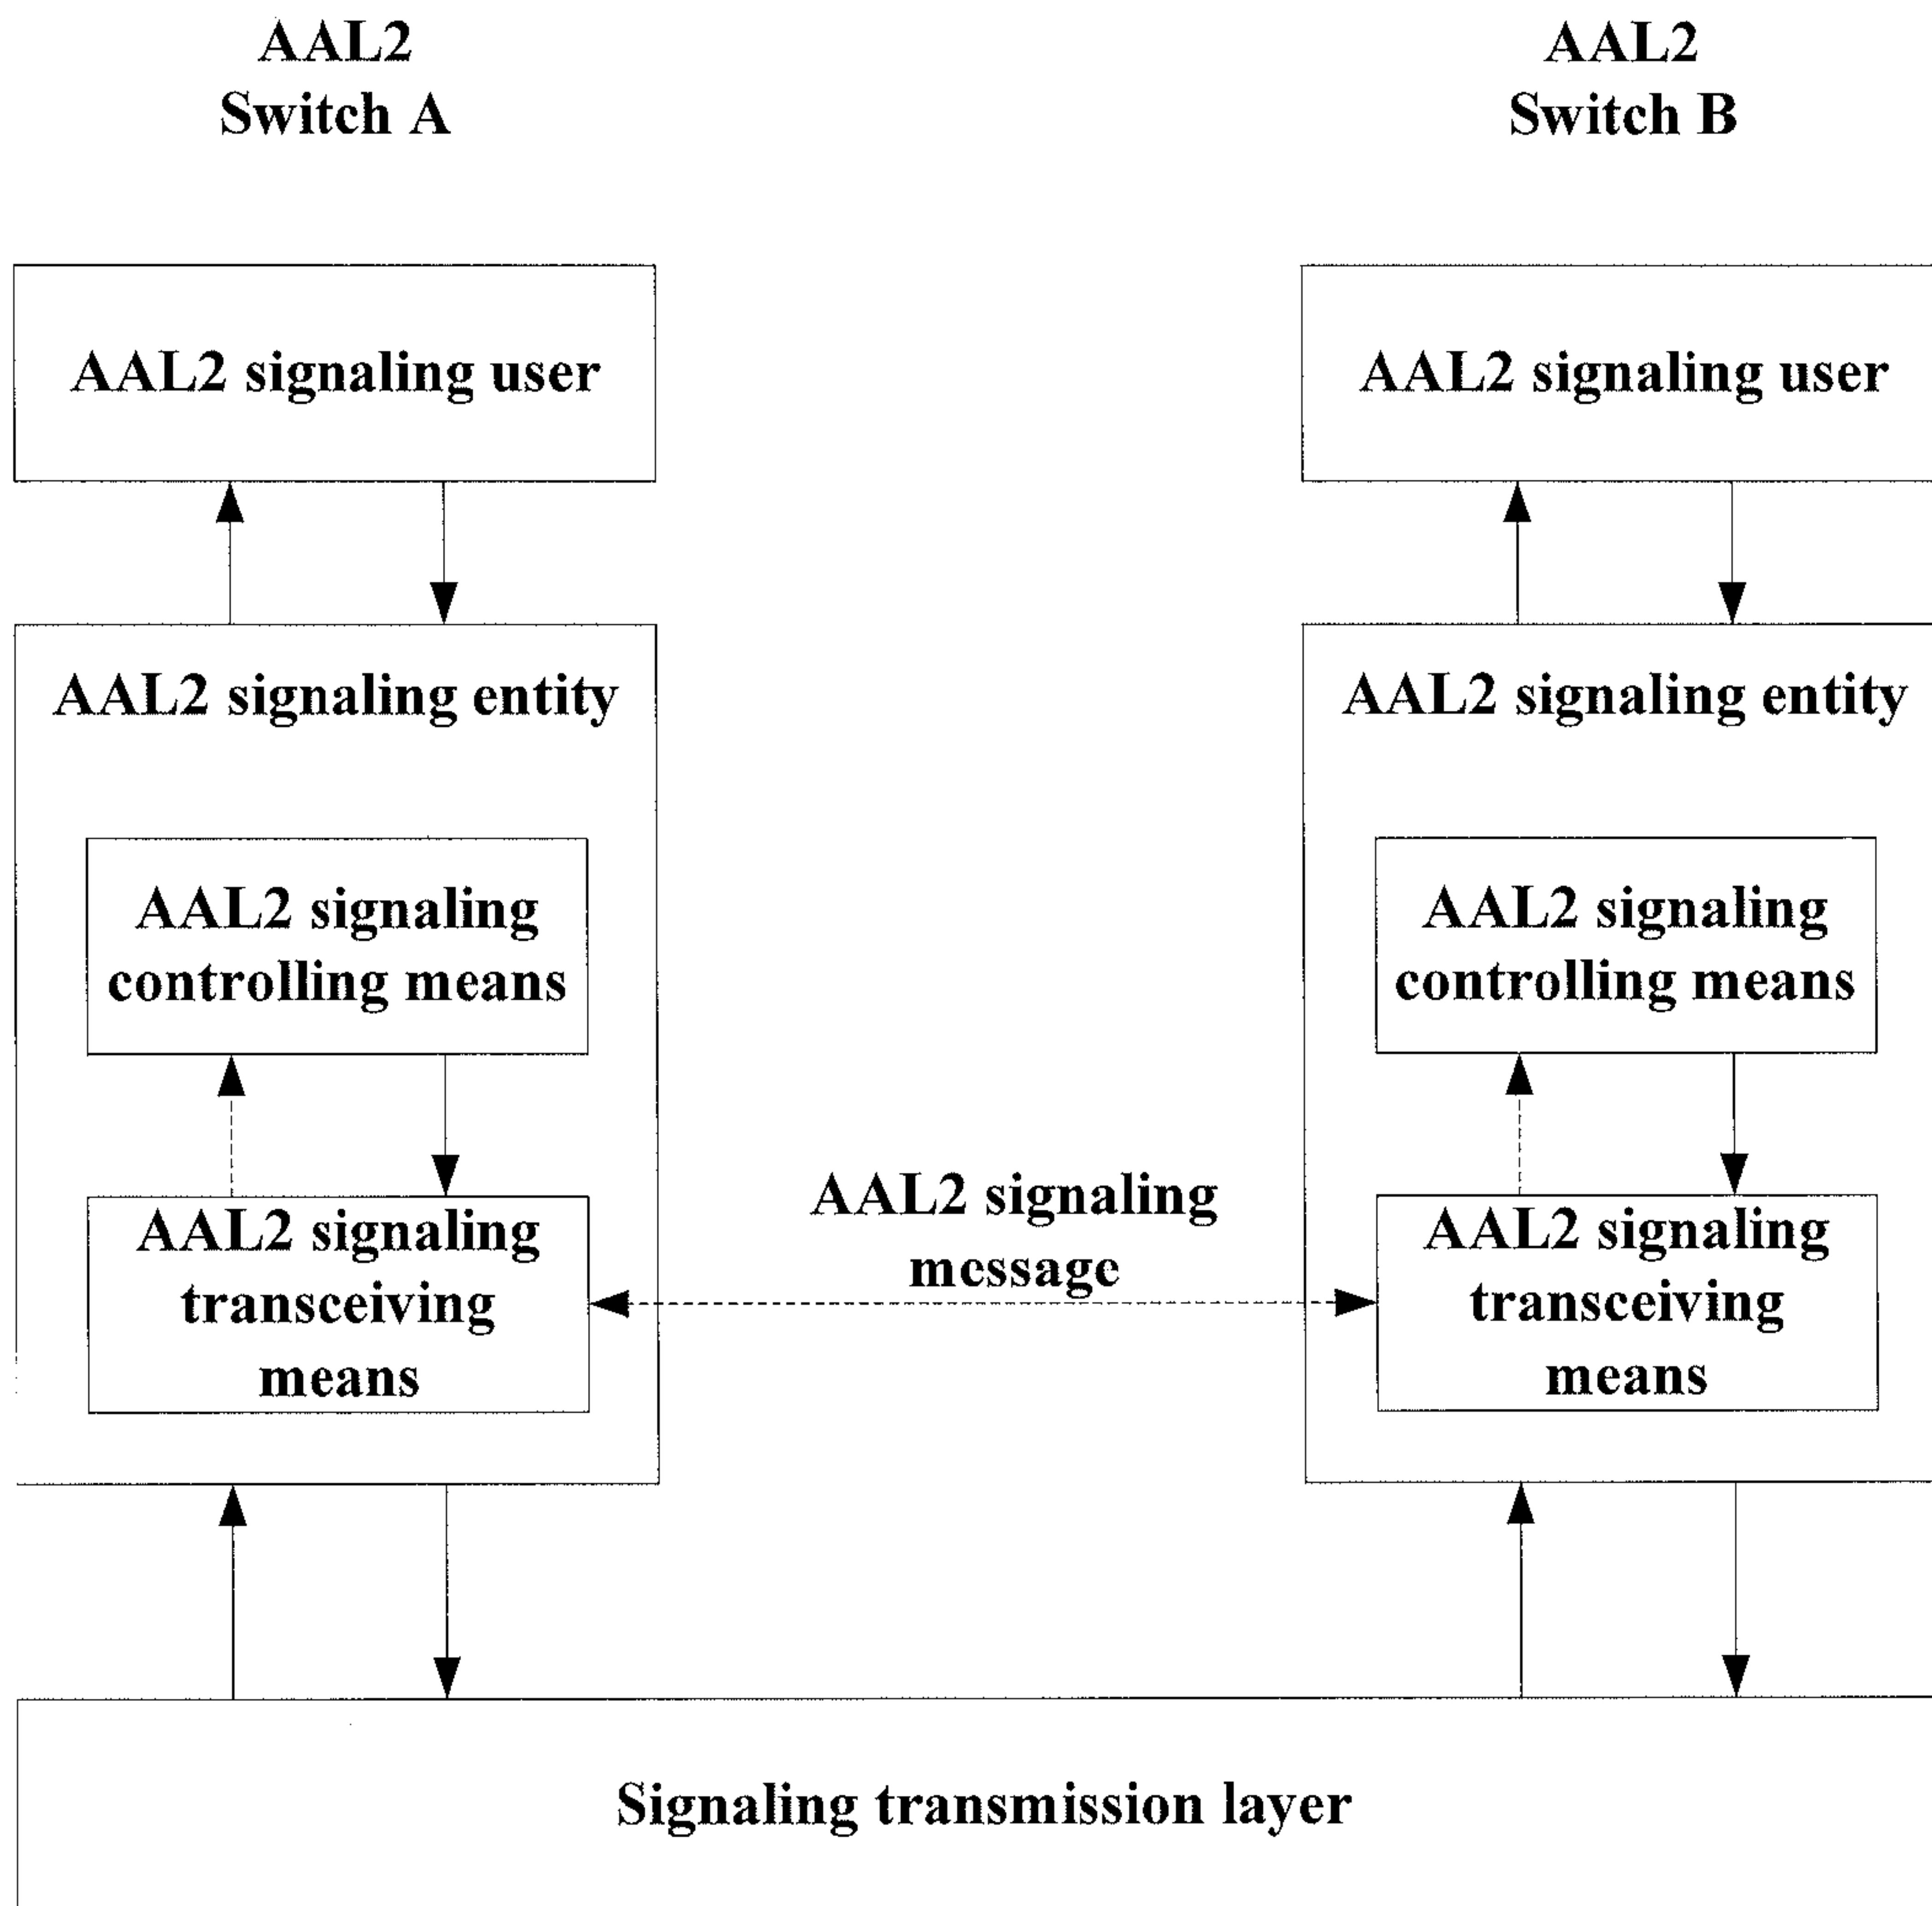 AAL2
Switch A
AAL2
Switch B
AAL2 signaling user
AAL2 signaling user
AAL2 signaling entity
AAL2 signaling entity
AAL2 signaling
controlling means
AAL2 signaling
controlling means
AAL2 signaling
transceiving
means
AAL2 signaling
message
AAL2 signaling
transceiving
means
Signaling transmission layer